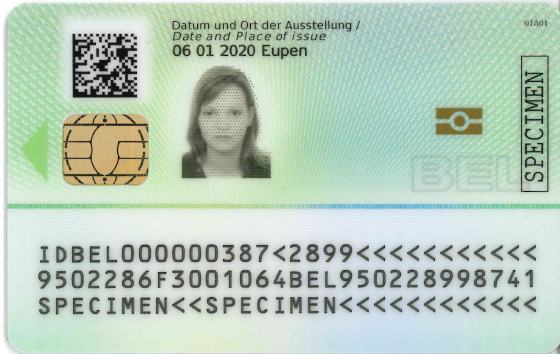 Datum und Ort der Ausstellung /
Date and Place of issue
06 01 2020 Eupen
01A01
SPECIMEN
BEL
IDBEL000000387<2899<<<<<<<<<<<
9502286F3001064BEL950228998741
SPECIMEN<<SPECIMEN<<<<<<<<<<<<